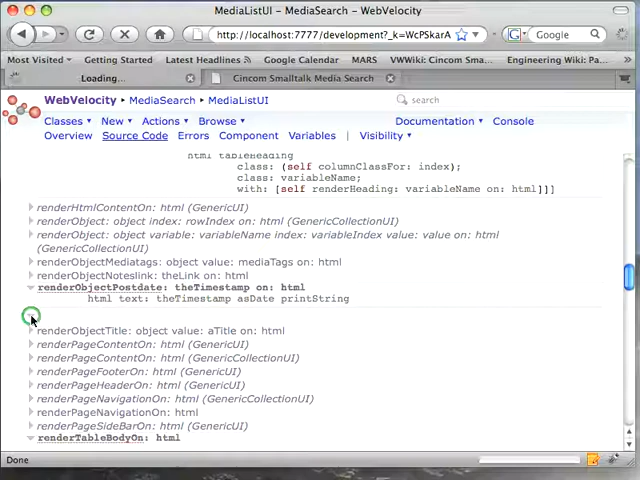 MediaListUI - MediaSearch - WebVelocity
http://localhost:7777/development?_k=WcPSkarA
Google
Most Visited Getting Started Latest Headlines Google Calendar MARS VWWiki: Cincom Sm... Engineering Wiki: Pa...
Loading... Cincom Smalltalk Media Search
WebVelocity MediaSearch MediaListUI search
Classes New Actions Browse Documentation Console
Overview Source Code Errors Component Variables | Visibility
html tableHeading
class: (self columnClassFor: index);
class: variableName;
with: [self renderHeading: variableName on: html]]]
renderHtmlContentOn: html (GenericUI)
renderObject: object index: rowIndex on: html (GenericCollectionUI)
renderObject: object variable: variableName index: variableIndex value: value on: html
(GenericCollectionUI)
renderObjectMediatags: object value: mediaTags on: html
renderObjectNoteslink: theLink on: html
renderObjectPostdate: theTimestamp on: html
html text: theTimestamp asDate printString
renderObjectTitle: object value: aTitle on: html
renderPageContentOn: html (GenericUI)
renderPageContentOn: html (GenericCollectionUI)
renderPageFooterOn: html (GenericUI)
renderPageHeaderOn: html (GenericUI)
renderPageNavigationOn: html (GenericCollectionUI)
renderPageNavigationOn: html
renderPageSideBarOn: html (GenericUI)
renderTableBodyOn: html
Done